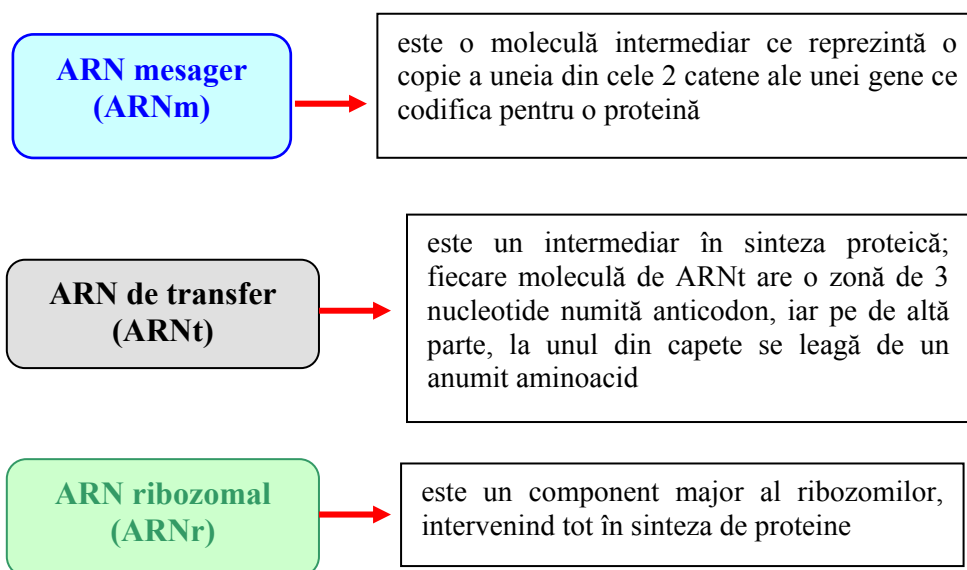 ARN mesager
(ARNm)
este o moleculă intermediar ce reprezintă o
copie a uneia din cele 2 catene ale unei gene ce
codifica pentru o proteină
ARN de transfer
(ARNt)
este un intermediar în sinteza proteică;
fiecare moleculă de ARNt are o zonă de 3
nucleotide numită anticodon, iar pe de altă
parte, la unul din capete se leagă de un
anumit aminoacid
ARN ribozomal
(ARNr)
este un component major al ribozomilor,
intervenind tot în sinteza de proteine